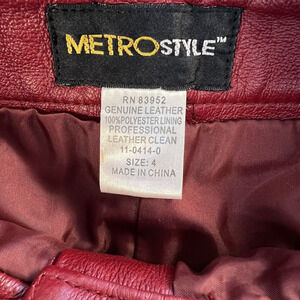 METROSTYLE™
RN 83952
GENUINE LEATHER
100%POLYESTER LINING
PROFESSIONAL
LEATHER CLEAN
11-0414-0
SIZE: 4
MADE IN CHINA